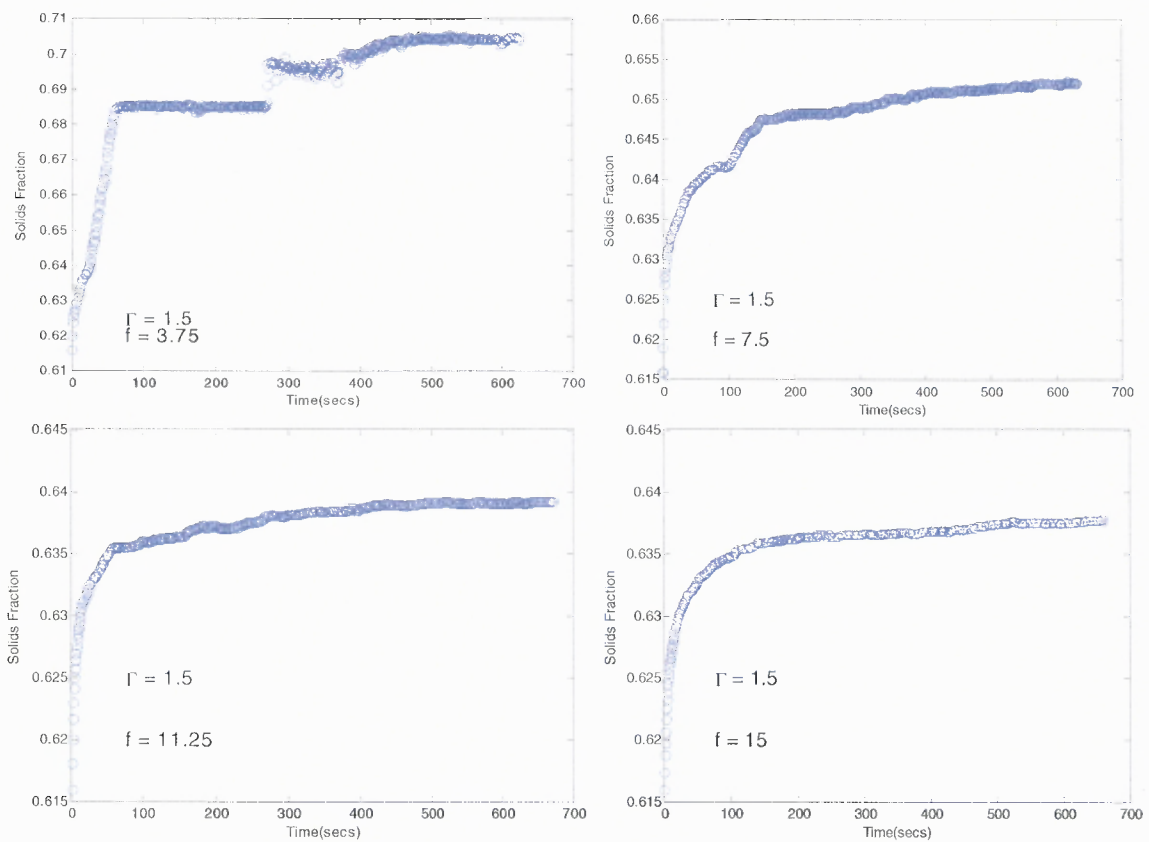 0.71
0.7
0.69
0.68
0.67
0.66
0.65
0.64
0.63
0.62
0.61
Solids Fraction
Γ = 1.5
f = 3.75
0 100 200 300 400 500 600 700
Time(secs)
0.66
0.655
0.65
0.645
0.64
0.635
0.63
0.625
0.62
0.615
Solids Fraction
Γ = 1.5
f = 7.5
0 100 200 300 400 500 600 700
Time(secs)
0.645
0.64
0.635
0.63
0.625
0.62
0.615
Solids Fraction
Γ = 1.5
f = 11.25
0 100 200 300 400 500 600 700
Time(secs)
0.645
0.64
0.635
0.63
0.625
0.62
0.615
Solids Fraction
Γ = 1.5
f = 15
0 100 200 300 400 500 600 700
Time(secs)